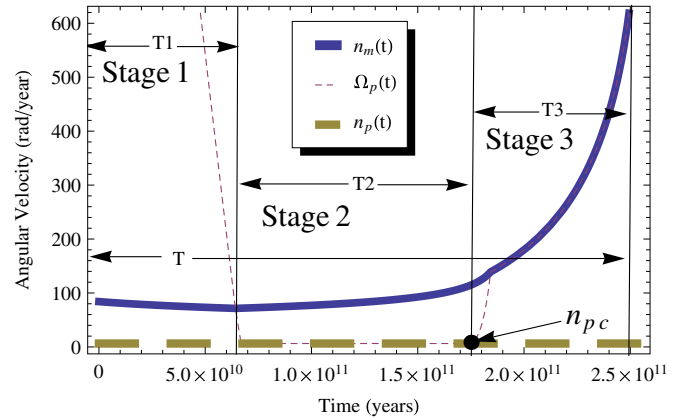 600
500
400
300
200
100
0
Angular Velocity (rad/year)
T1
Stage 1
n_m(t)
Ω_p(t)
n_p(t)
T3
Stage 3
T2
Stage 2
T
n_{p c}
0
5.0×10^{10}
1.0×10^{11}
1.5×10^{11}
2.0×10^{11}
2.5×10^{11}
Time (years)